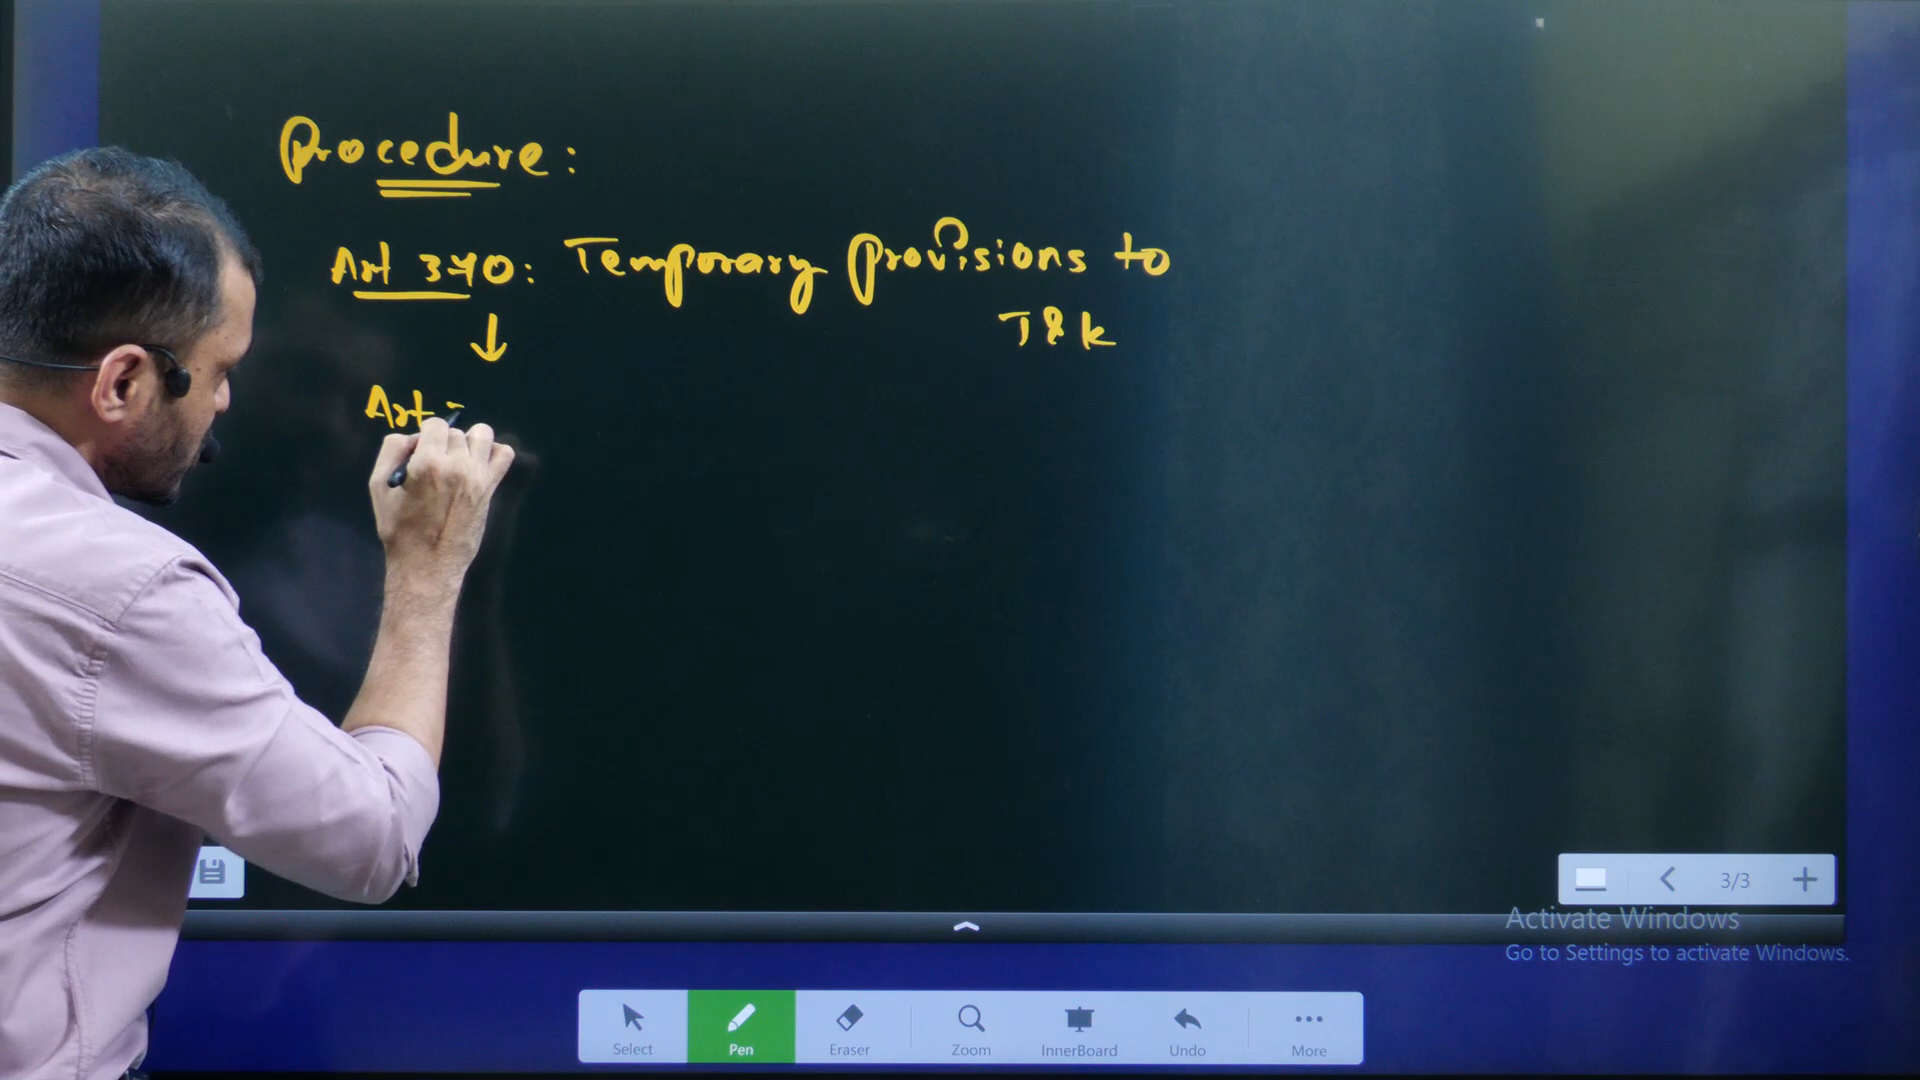 Procedure:
Art 370: Temporary Provisions to
J&K
↓
Art
3/3
Activate Windows
Go to Settings to activate Windows.
Select
Pen
Eraser
Zoom
InnerBoard
Undo
More